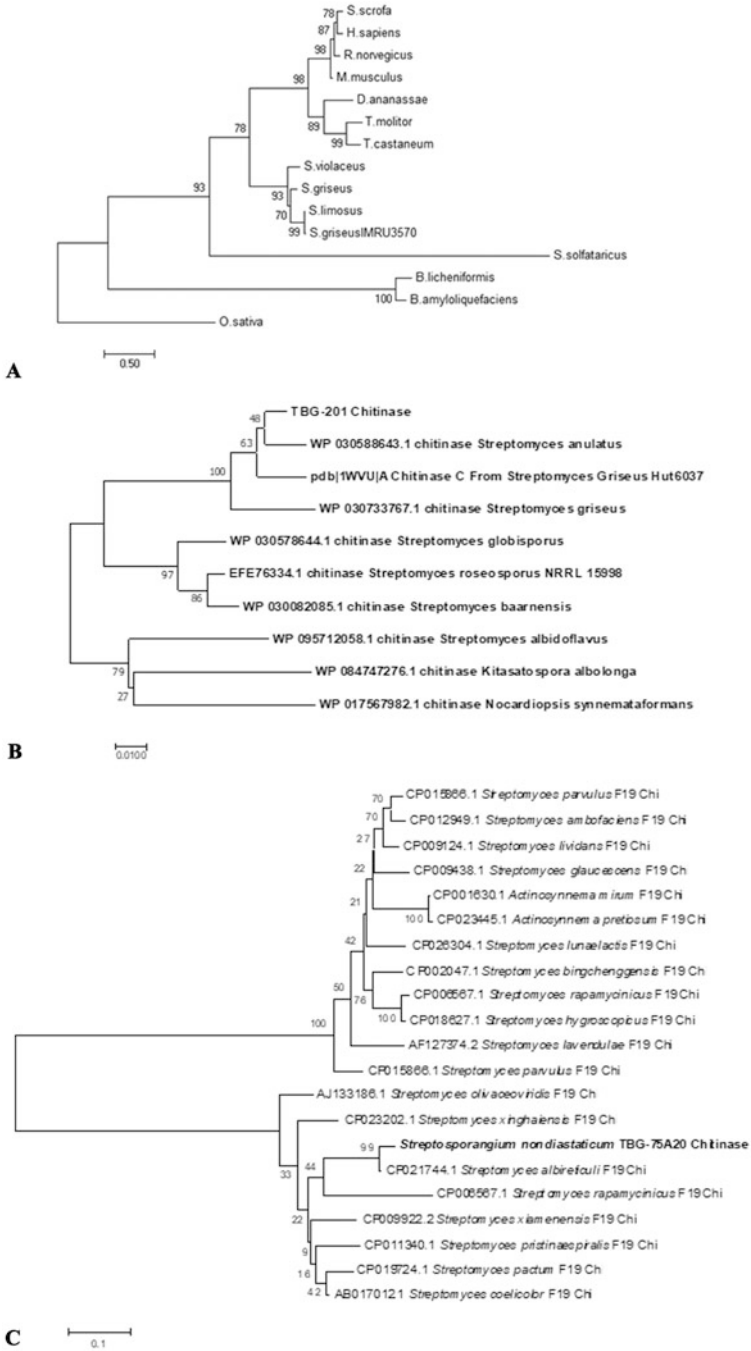 78
S.scrofa
87
H.sapiens
98
R.norvegicus
M.musculus
98
D.ananassae
89
T.molitor
99
T.castaneum
78
S.violaceus
93
S.griseus
70
S.limosus
99
S.griseusIMRU3570
93
S.solfataricus
B.licheniformis
100
B.amyloliquefaciens
O.sativa
0.50
A
48
TBG-201 Chitinase
63
WP 030588643.1 chitinase Streptomyces anulatus
100
pdb|1WVU|A Chitinase C From Streptomyces Griseus Hut6037
WP 030733767.1 chitinase Streptomyces griseus
WP 030578644.1 chitinase Streptomyces globisporus
97
EFE76334.1 chitinase Streptomyces roseosporus NRRL 15998
86
WP 030082085.1 chitinase Streptomyces baarnensis
WP 095712058.1 chitinase Streptomyces albidoflavus
79
WP 084747276.1 chitinase Kitasatospora albolonga
27
WP 017567982.1 chitinase Nocardiopsis synnemataformans
0.0100
B
70
CP015866.1 Streptomyces parvulus F19 Chi
70
CP012949.1 Streptomyces ambofaciens F19 Chi
27
CP009124.1 Streptomyces lividans F19 Chi
22
CP009438.1 Streptomyces glaucescens F19 Ch
21
CP001630.1 Actinosynnema mirum F19 Chi
100
CP023445.1 Actinosynnema pretiosum F19 Chi
42
CP026304.1 Streptomyces lunaelactis F19 Chi
CP002047.1 Streptomyces bingchenggensis F19 Ch
50
76
CP006567.1 Streptomyces rapamycinicus F19 Chi
100
CP018627.1 Streptomyces hygroscopicus F19 Chi
100
AF127374.2 Streptomyces lavendulae F19 Chi
CP015866.1 Streptomyces parvulus F19 Chi
AJ133186.1 Streptomyces olivaceoviridis F19 Ch
CP023202.1 Streptomyces xinghaiensis F19 Ch
99
Streptosporangium nondiastaticum TBG-75A20 Chitinase
33
44
CP021744.1 Streptomyces albireticuli F19 Chi
CP006567.1 Streptomyces rapamycinicus F19 Chi
22
CP009922.2 Streptomyces xiamenensis F19 Chi
9
CP011340.1 Streptomyces pristinaespiralis F19 Chi
16
CP019724.1 Streptomyces pactum F19 Ch
42
AB017012.1 Streptomyces coelicolor F19 Chi
0.1
C